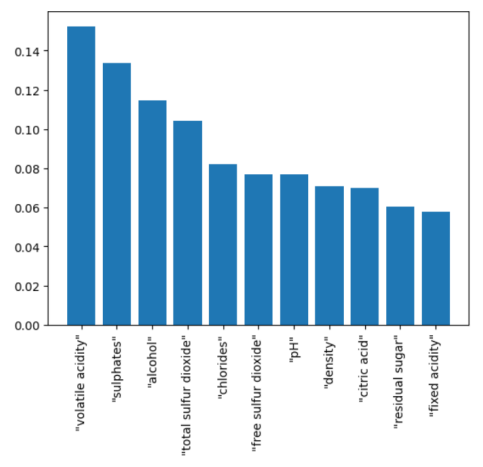 0.14
0.12
0.10
0.08
0.06
0.04
0.02
0.00
"volatile acidity"
"sulphates"
"alcohol"
"total sulfur dioxide"
"chlorides"
"free sulfur dioxide"
"pH"
"density"
"citric acid"
"residual sugar"
"fixed acidity"